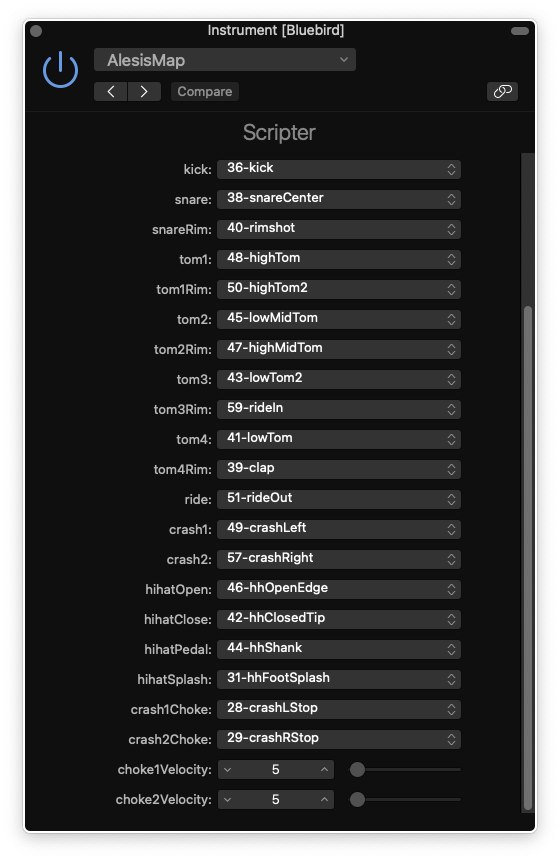 Instrument [Bluebird]
AlesisMap
Compare
Scripter
kick: 36-kick
snare: 38-snareCenter
snareRim: 40-rimshot
tom1: 48-highTom
tom1Rim: 50-highTom2
tom2: 45-lowMidTom
tom2Rim: 47-highMidTom
tom3: 43-lowTom2
tom3Rim: 59-rideIn
tom4: 41-lowTom
tom4Rim: 39-clap
ride: 51-rideOut
crash1: 49-crashLeft
crash2: 57-crashRight
hihatOpen: 46-hhOpenEdge
hihatClose: 42-hhClosedTip
hihatPedal: 44-hhShank
hihatSplash: 31-hhFootSplash
crash1Choke: 28-crashLStop
crash2Choke: 29-crashRStop
choke1Velocity: 5
choke2Velocity: 5